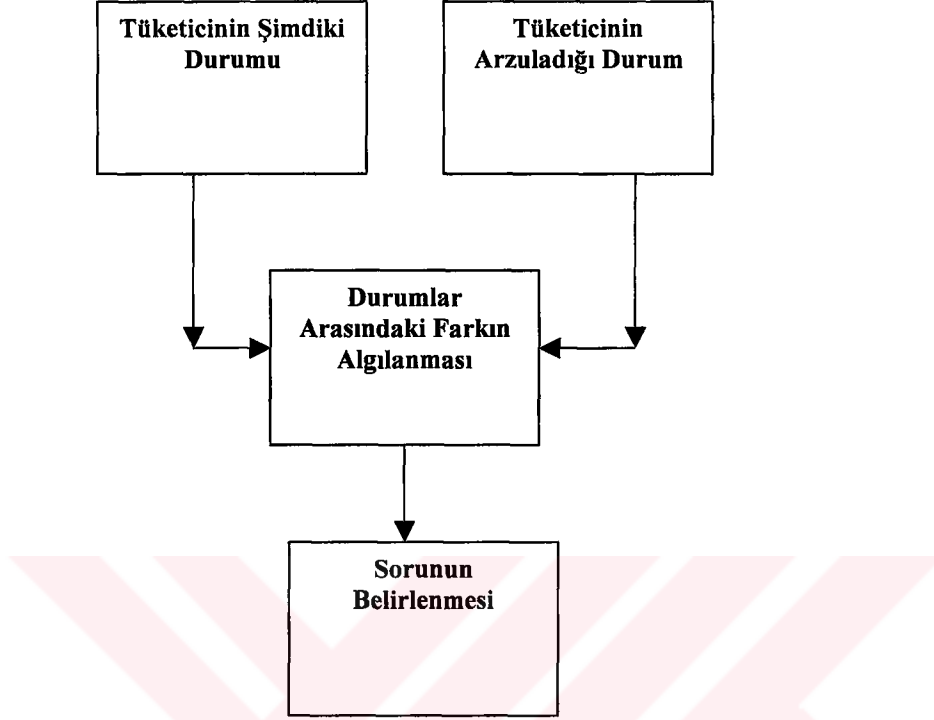 Tüketicinin Şimdiki
Durumu
Tüketicinin
Arzuladığı Durum
Durumlar
Arasındaki Farkın
Algılanması
Sorunun
Belirlenmesi